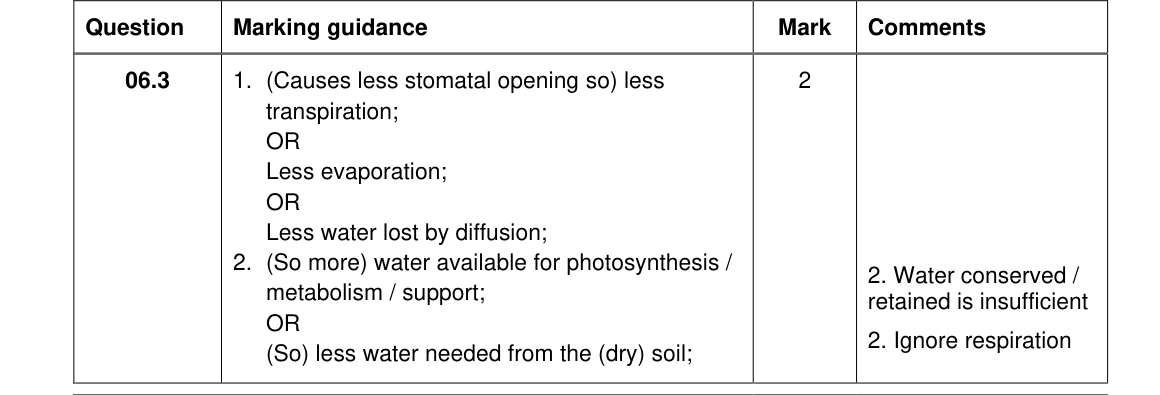 Question Marking guidance Mark Comments
06.3 1. (Causes less stomatal opening so) less 2
transpiration;
OR
Less evaporation;
OR
Less water lost by diffusion;
2. (So more) water available for photosynthesis /
metabolism / support;
OR
(So) less water needed from the (dry) soil;
2. Water conserved /
retained is insufficient
2. Ignore respiration